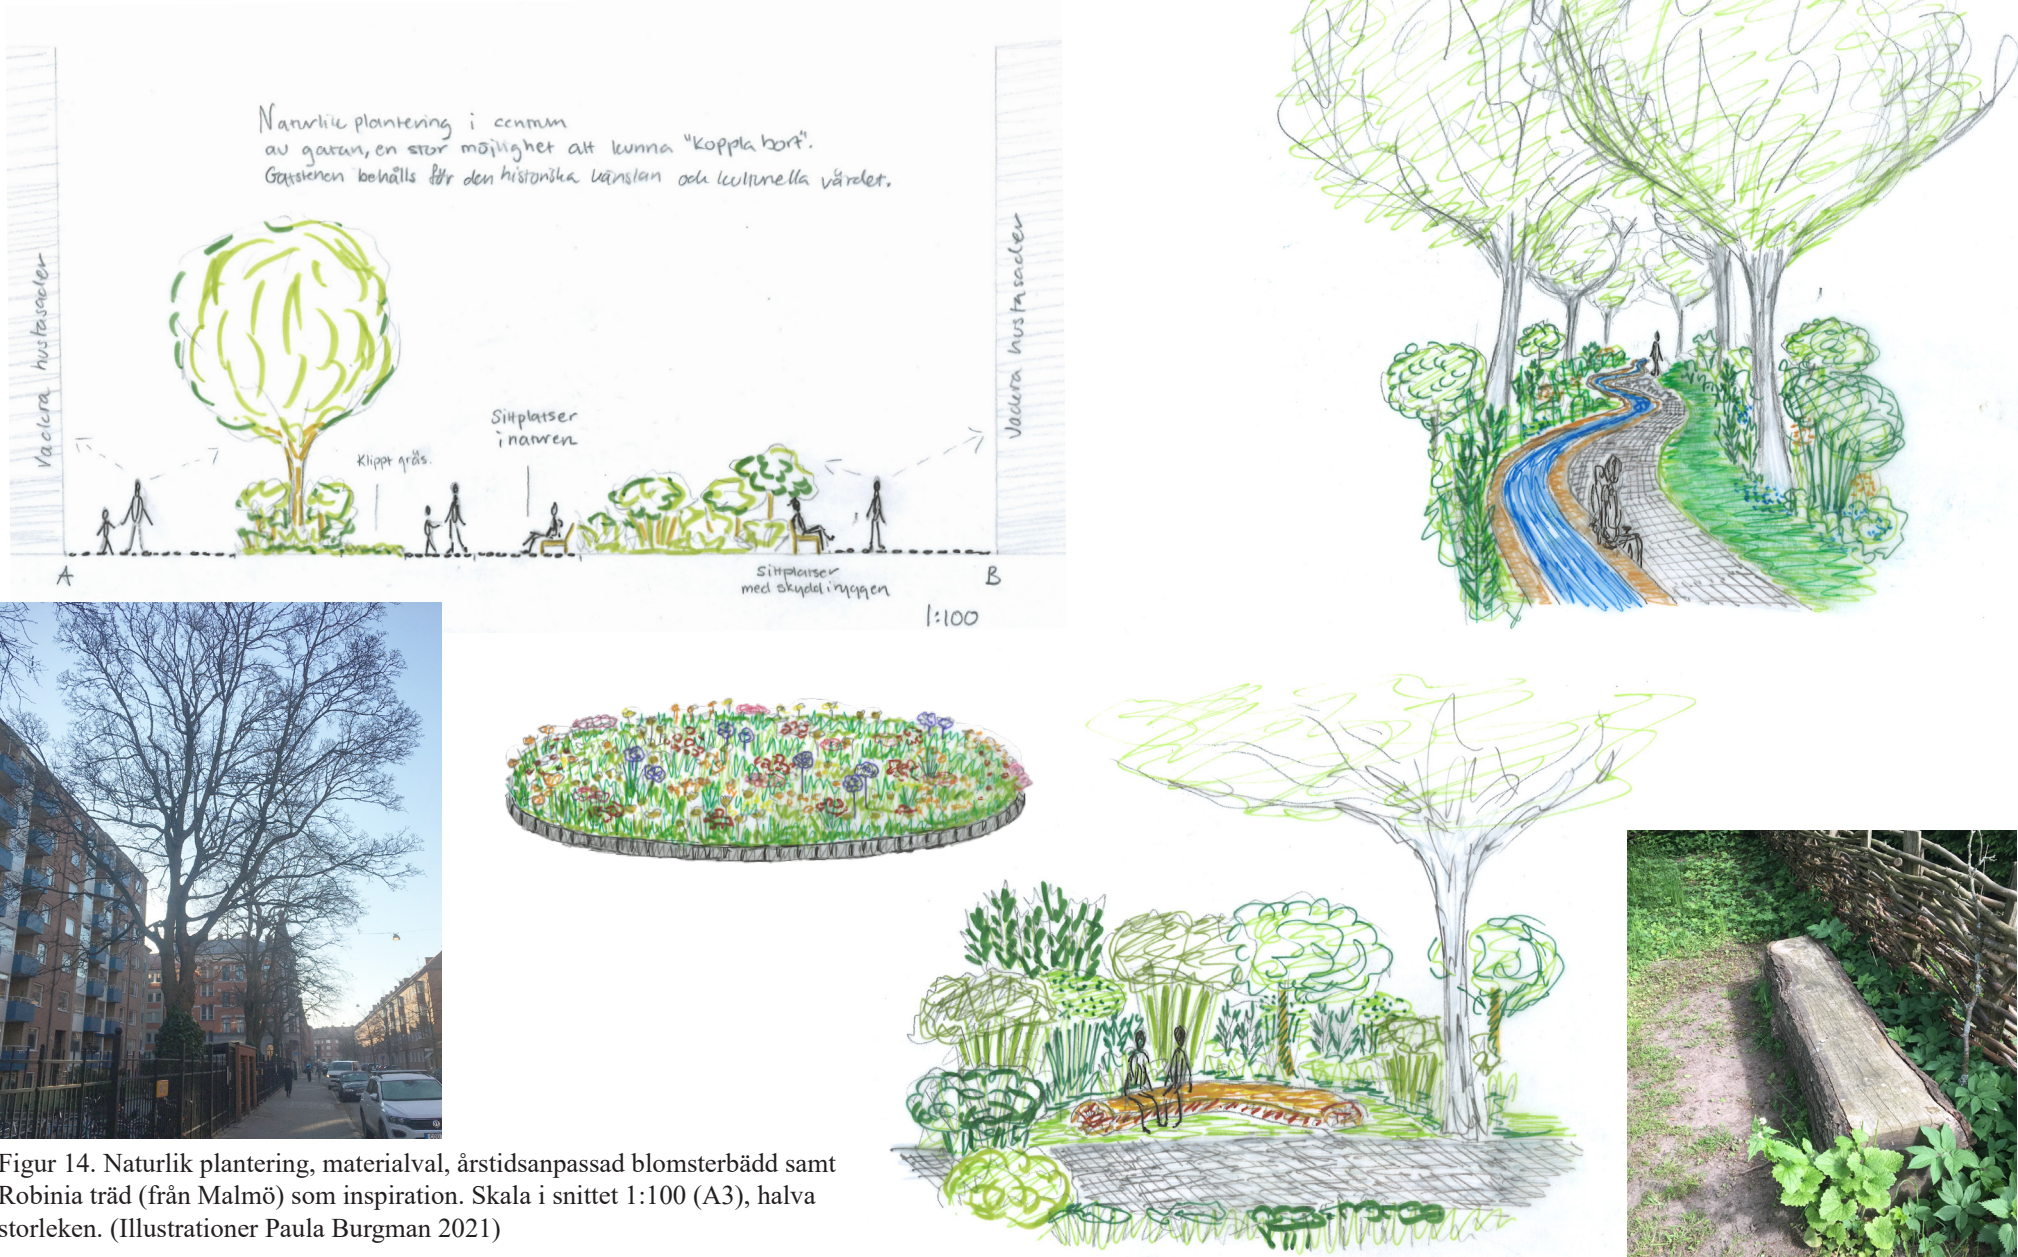 Naturlik plantering i centrum
av gatan, en stor möjlighet att kunna "koppla bort".
Gatstenen behålls för den historiska känslan och kulturella värdet.
Vackra husfasader
Vackra husfasader
Sittplatser
i naturen
Klippt gräs.
A
Sittplatser
med skydd i ryggen
B
1:100
Figur 14. Naturlik plantering, materialval, årstidsanpassad blomsterbädd samt
Robinia träd (från Malmö) som inspiration. Skala i snittet 1:100 (A3), halva
storleken. (Illustrationer Paula Burgman 2021)